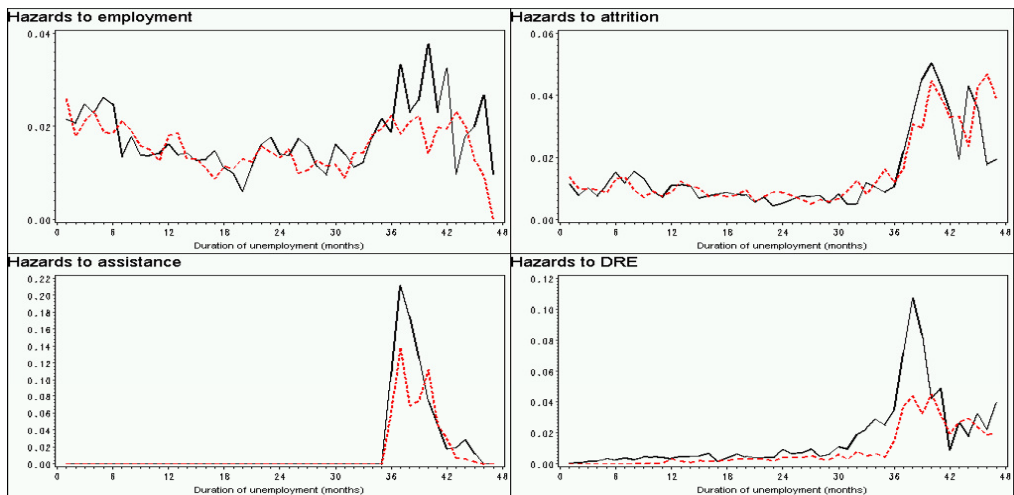 Hazards to employment
0.04
0.02
0.00
0 6 12 18 24 30 36 42 48
Duration of unemployment (months)
Hazards to attrition
0.06
0.04
0.02
0.00
0 6 12 18 24 30 36 42 48
Duration of unemployment (months)
Hazards to assistance
0.22
0.20
0.18
0.16
0.14
0.12
0.10
0.08
0.06
0.04
0.02
0.00
0 6 12 18 24 30 36 42 48
Duration of unemployment (months)
Hazards to DRE
0.12
0.10
0.08
0.06
0.04
0.02
0.00
0 6 12 18 24 30 36 42 48
Duration of unemployment (months)